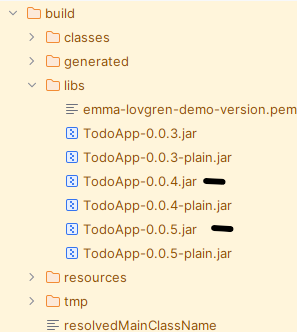 build
classes
generated
libs
emma-lovgren-demo-version.pem
TodoApp-0.0.3.jar
TodoApp-0.0.3-plain.jar
TodoApp-0.0.4.jar
TodoApp-0.0.4-plain.jar
TodoApp-0.0.5.jar
TodoApp-0.0.5-plain.jar
resources
tmp
resolvedMainClassName